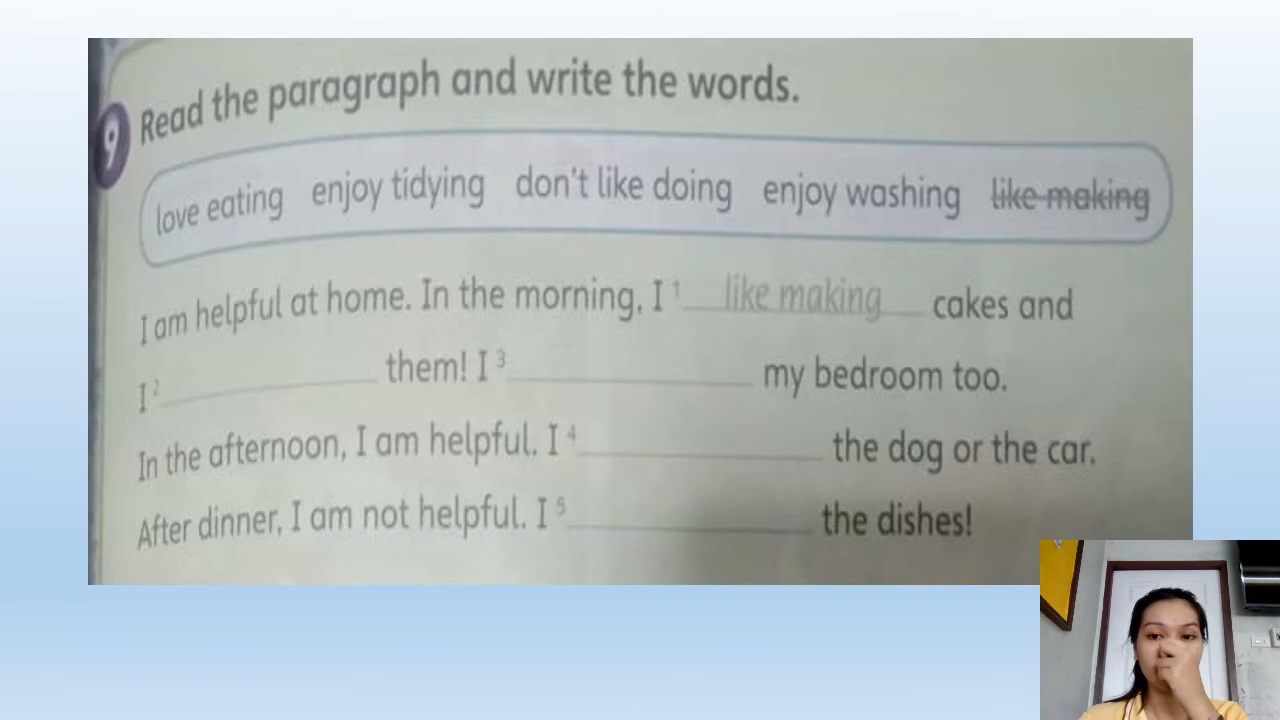 9 Read the paragraph and write the words.
love eating enjoy tidying don't like doing enjoy washing like making
I am helpful at home. In the morning, I ¹ like making cakes and
I ² them! I ³ my bedroom too.
In the afternoon, I am helpful. I ⁴ the dog or the car.
After dinner, I am not helpful. I ⁵ the dishes!